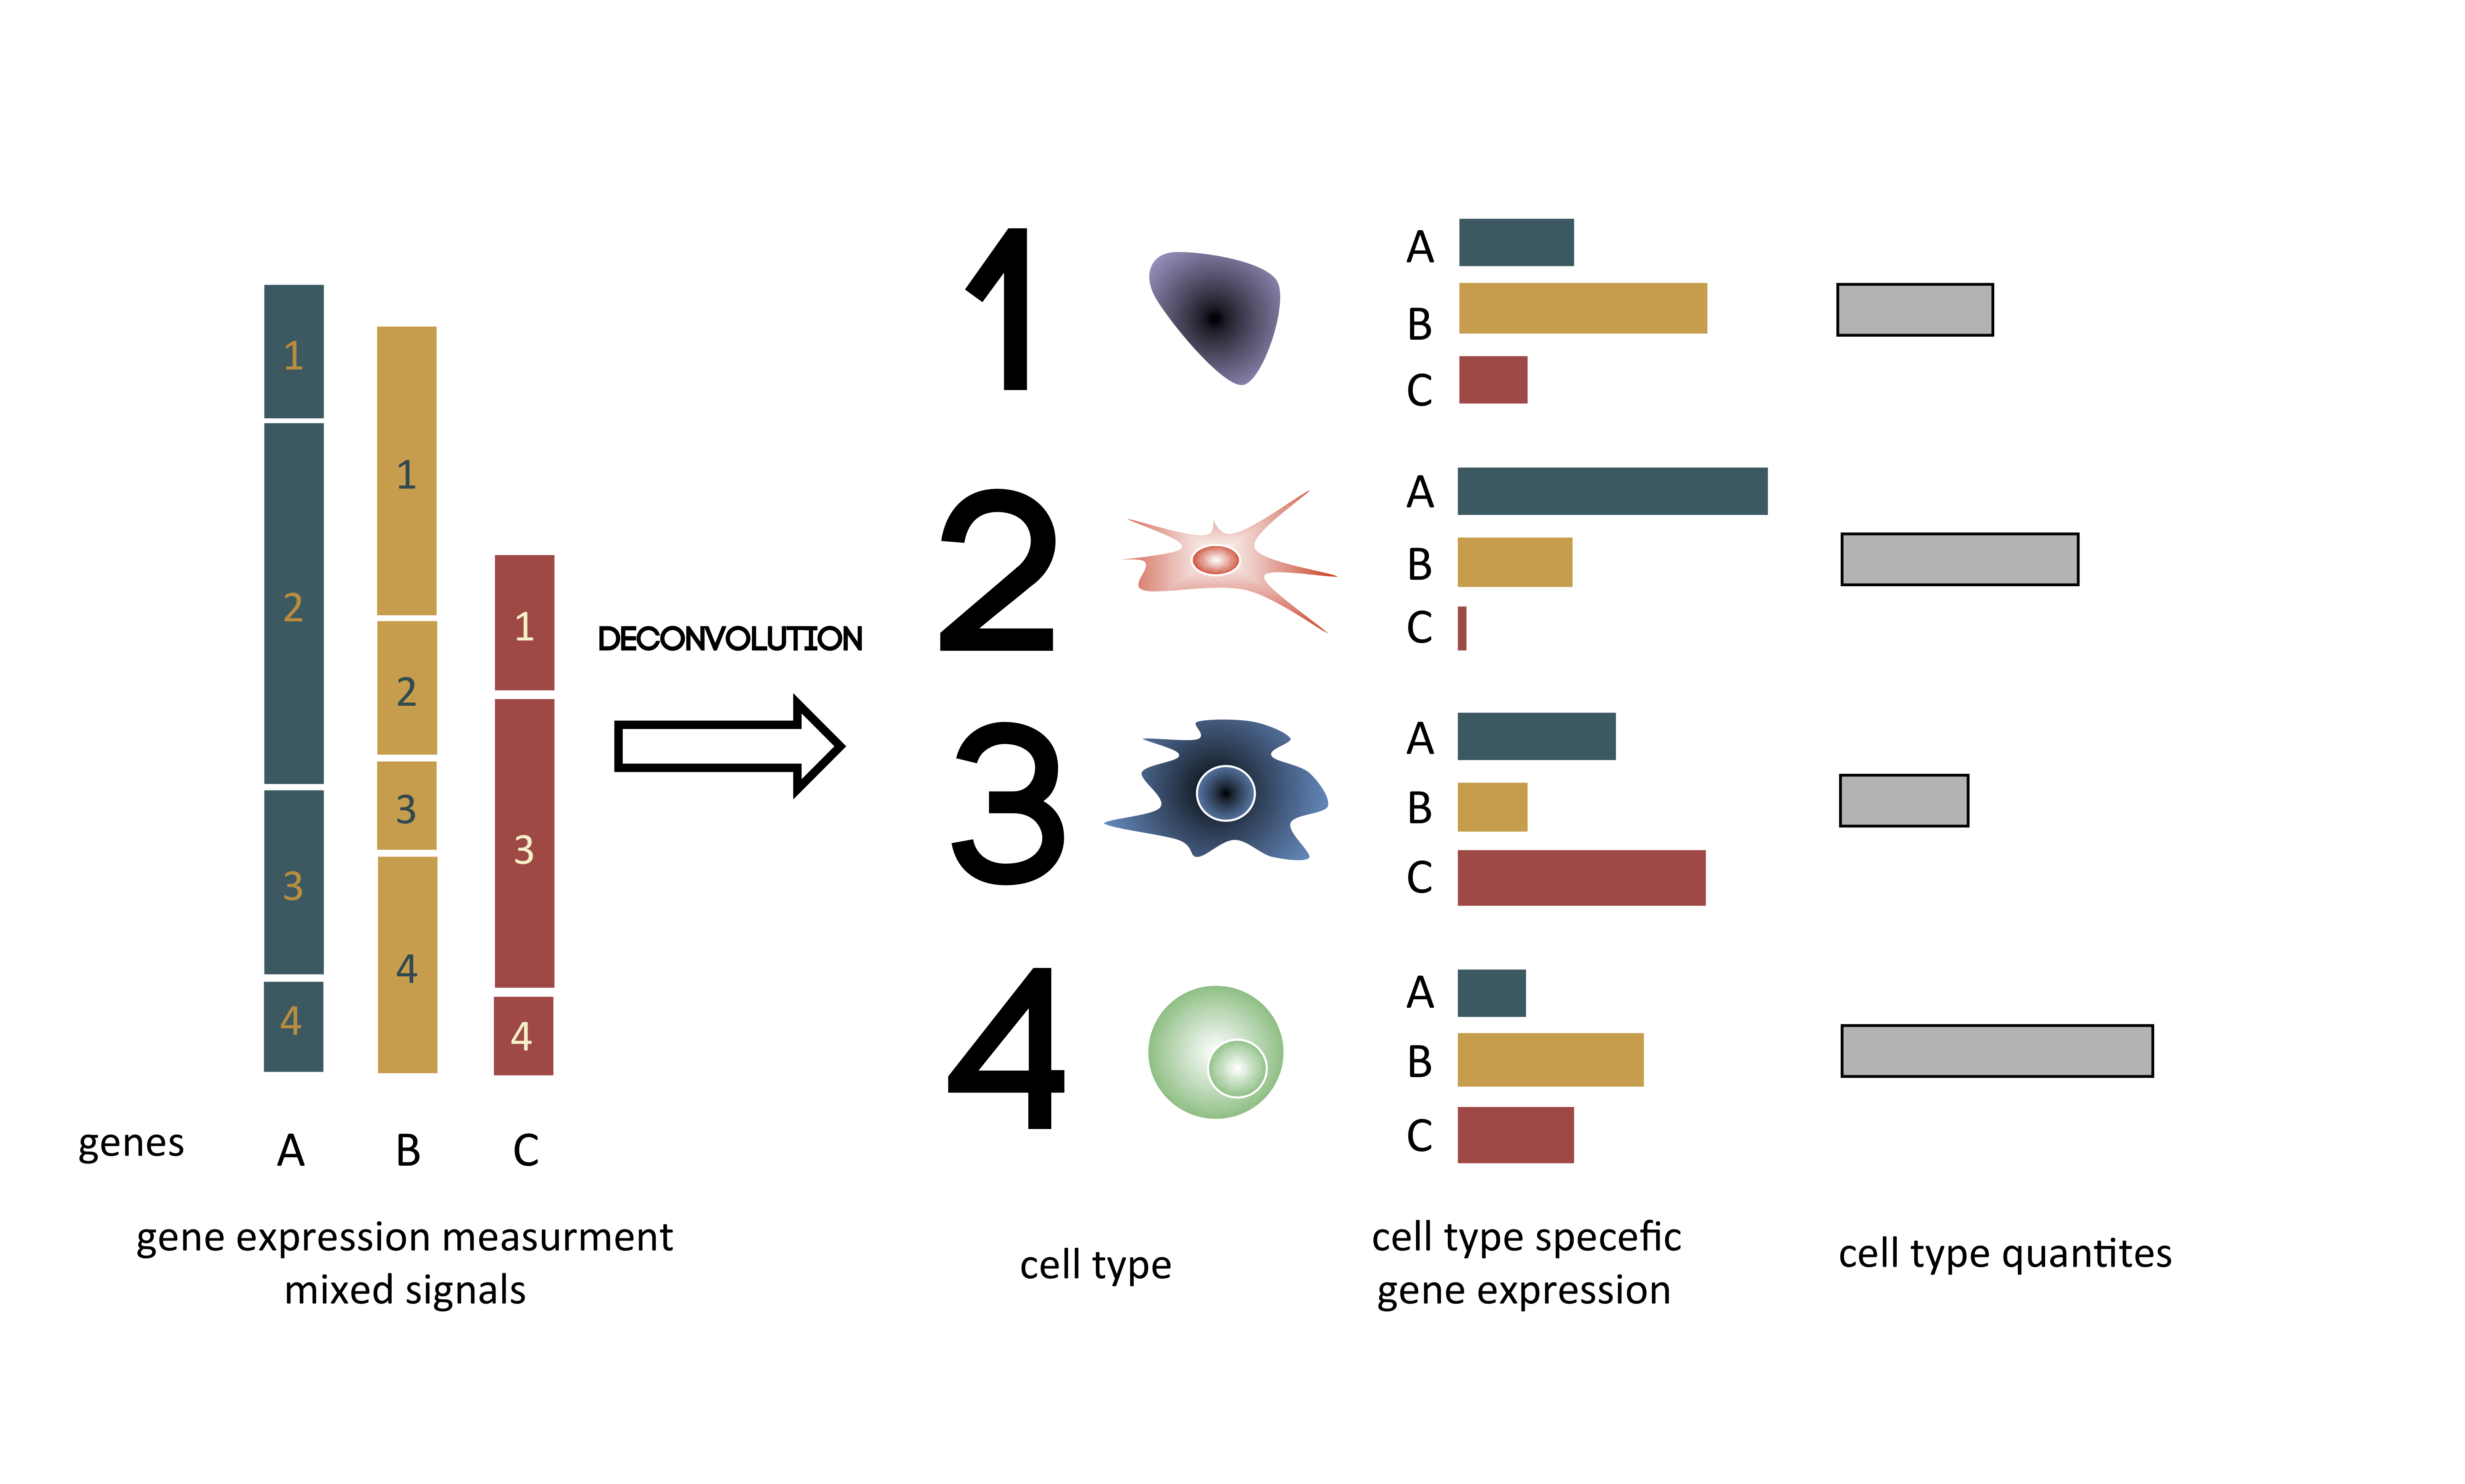 1
2
3
4
1
2
3
4
1
3
4
genes
A
B
C
gene expression measurment
mixed signals
DECONVOLUTION
1
A
B
C
2
A
B
C
3
A
B
C
4
A
B
C
cell type
cell type specefic
gene expression
cell type quantites